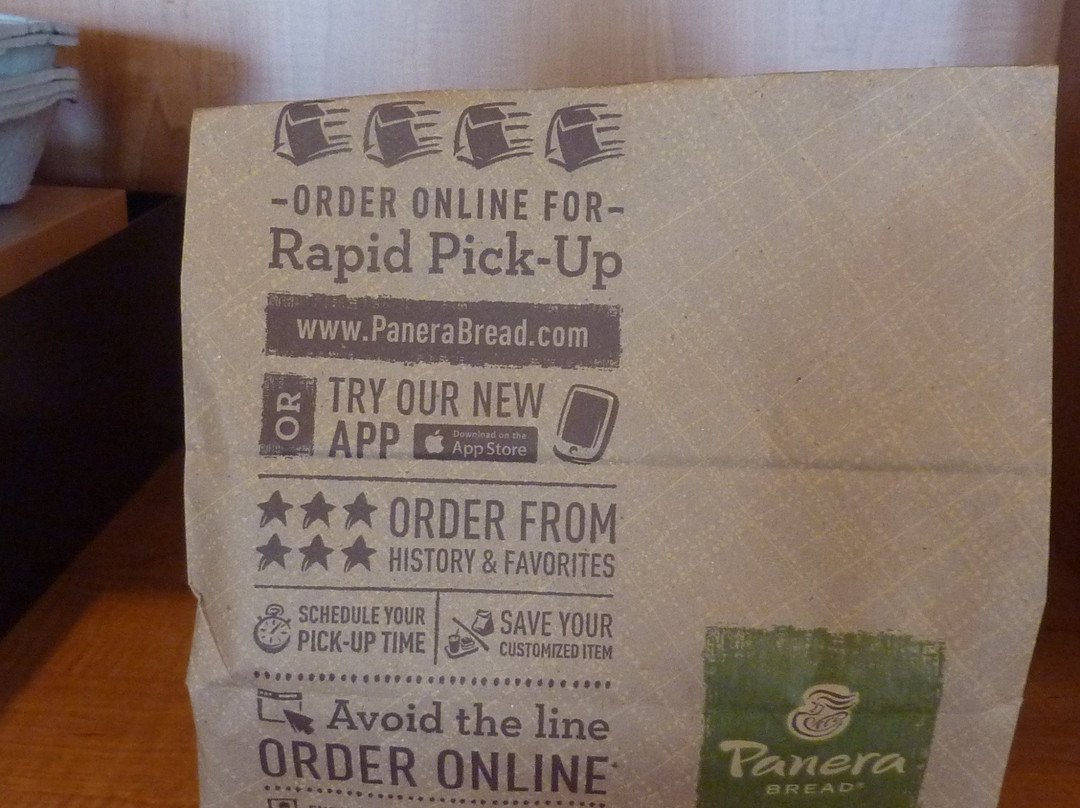 -ORDER ONLINE FOR-
Rapid Pick-Up
www.PaneraBread.com
OR
TRY OUR NEW
APP
Download on the
App Store
ORDER FROM
HISTORY & FAVORITES
SCHEDULE YOUR
PICK-UP TIME
SAVE YOUR
CUSTOMIZED ITEM
Avoid the line
ORDER ONLINE
Panera
BREAD®